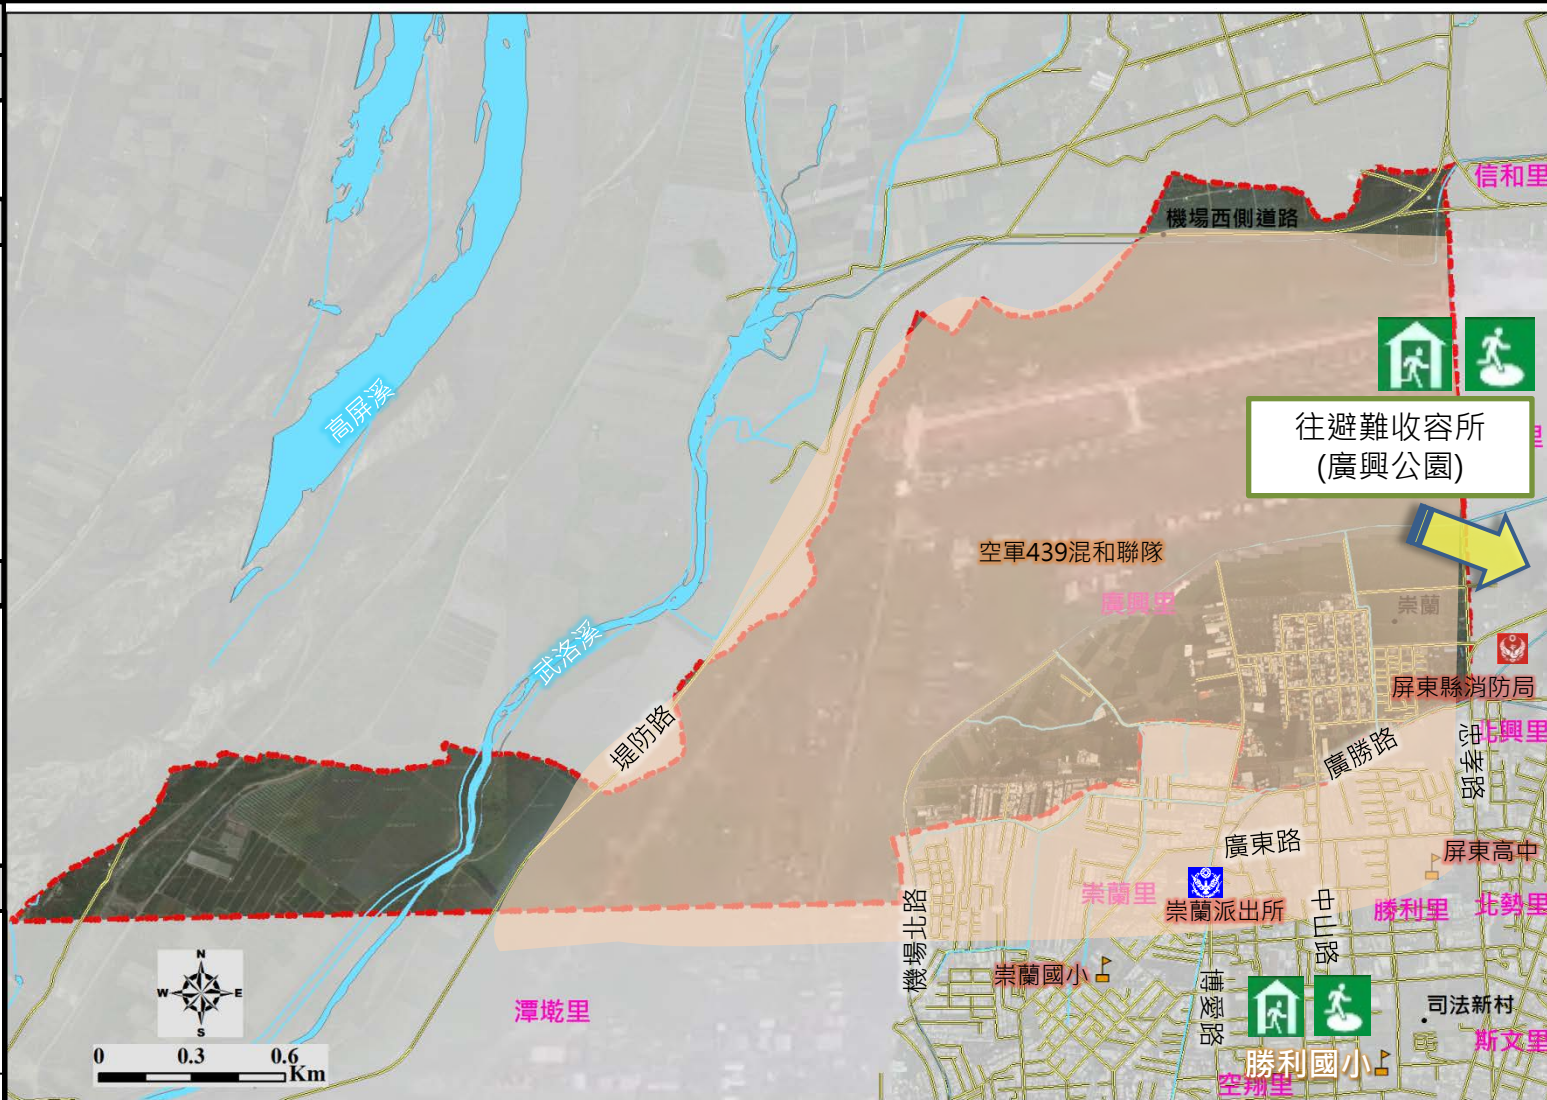 信和里
機場西側道路
高屏溪
往避難收容所
(廣興公園)
里
空軍439混和聯隊
廣興里
崇蘭
武洛溪
屏東縣消防局
堤防路
北興里
忠孝路
廣勝路
廣東路
屏東高中
崇蘭里
崇蘭派出所
中山路
勝利里
北勢里
機場北路
崇蘭國小
博愛路
潭墘里
司法新村
斯文里
勝利國小
空翔里
N
W
E
S
0 0.3 0.6
Km